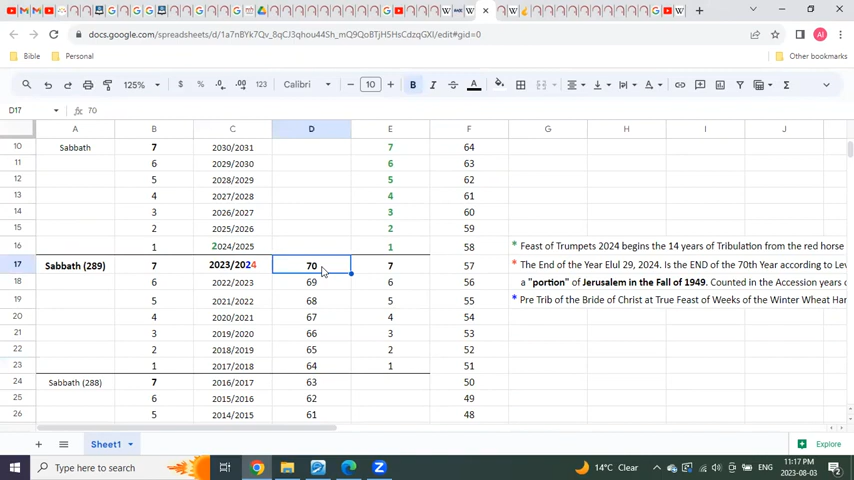 docs.google.com/spreadsheets/d/1a7nBYk7Qv_8qCJ3qhou44Sh_mQ9QoBTjH5HsCdzqGXI/edit#gid=0
Bible Personal Other bookmarks
125% $ % .0 .00 123 Calibri 10 B I A
D17 fx 70
A B C D E F G H I J
10 Sabbath 7 2030/2031 7 64
11 6 2029/2030 6 63
12 5 2028/2029 5 62
13 4 2027/2028 4 61
14 3 2026/2027 3 60
15 2 2025/2026 2 59
16 1 2024/2025 1 58 * Feast of Trumpets 2024 begins the 14 years of Tribulation from the red horse
17 Sabbath (289) 7 2023/2024 70 7 57 * The End of the Year Elul 29, 2024. Is the END of the 70th Year according to Lev
18 6 2022/2023 69 6 56 a "portion" of Jerusalem in the Fall of 1949. Counted in the Accession years o
19 5 2021/2022 68 5 55 * Pre Trib of the Bride of Christ at True Feast of Weeks of the Winter Wheat Har
20 4 2020/2021 67 4 54
21 3 2019/2020 66 3 53
22 2 2018/2019 65 2 52
23 1 2017/2018 64 1 51
24 Sabbath (288) 7 2016/2017 63 50
25 6 2015/2016 62 49
26 5 2014/2015 61 48
Sheet1 Explore
Type here to search 14°C Clear ENG 11:17 PM 2023-08-03